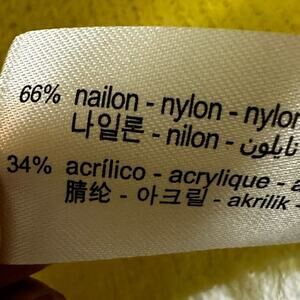 66% nailon - nylon - nylon
나일론 - nilon - نايلون
34% acrílico - acrylique - a
腈纶 - 아크릴 - akrilik -